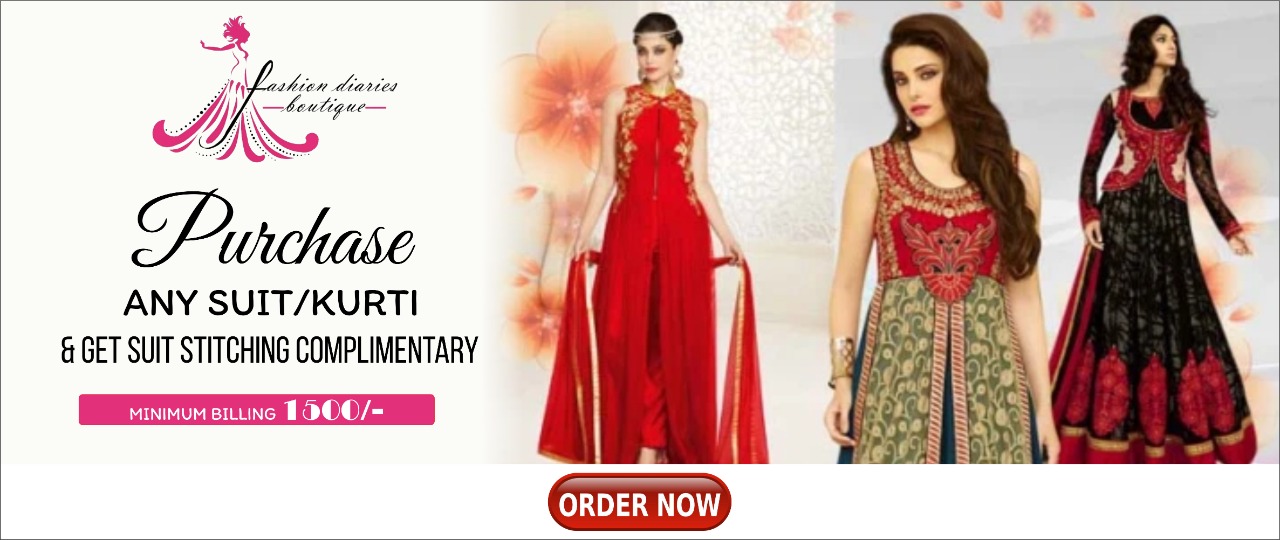 fashion diaries
boutique
Purchase
ANY SUIT/KURTI
& GET SUIT STITCHING COMPLIMENTARY
MINIMUM BILLING 1500/-
ORDER NOW